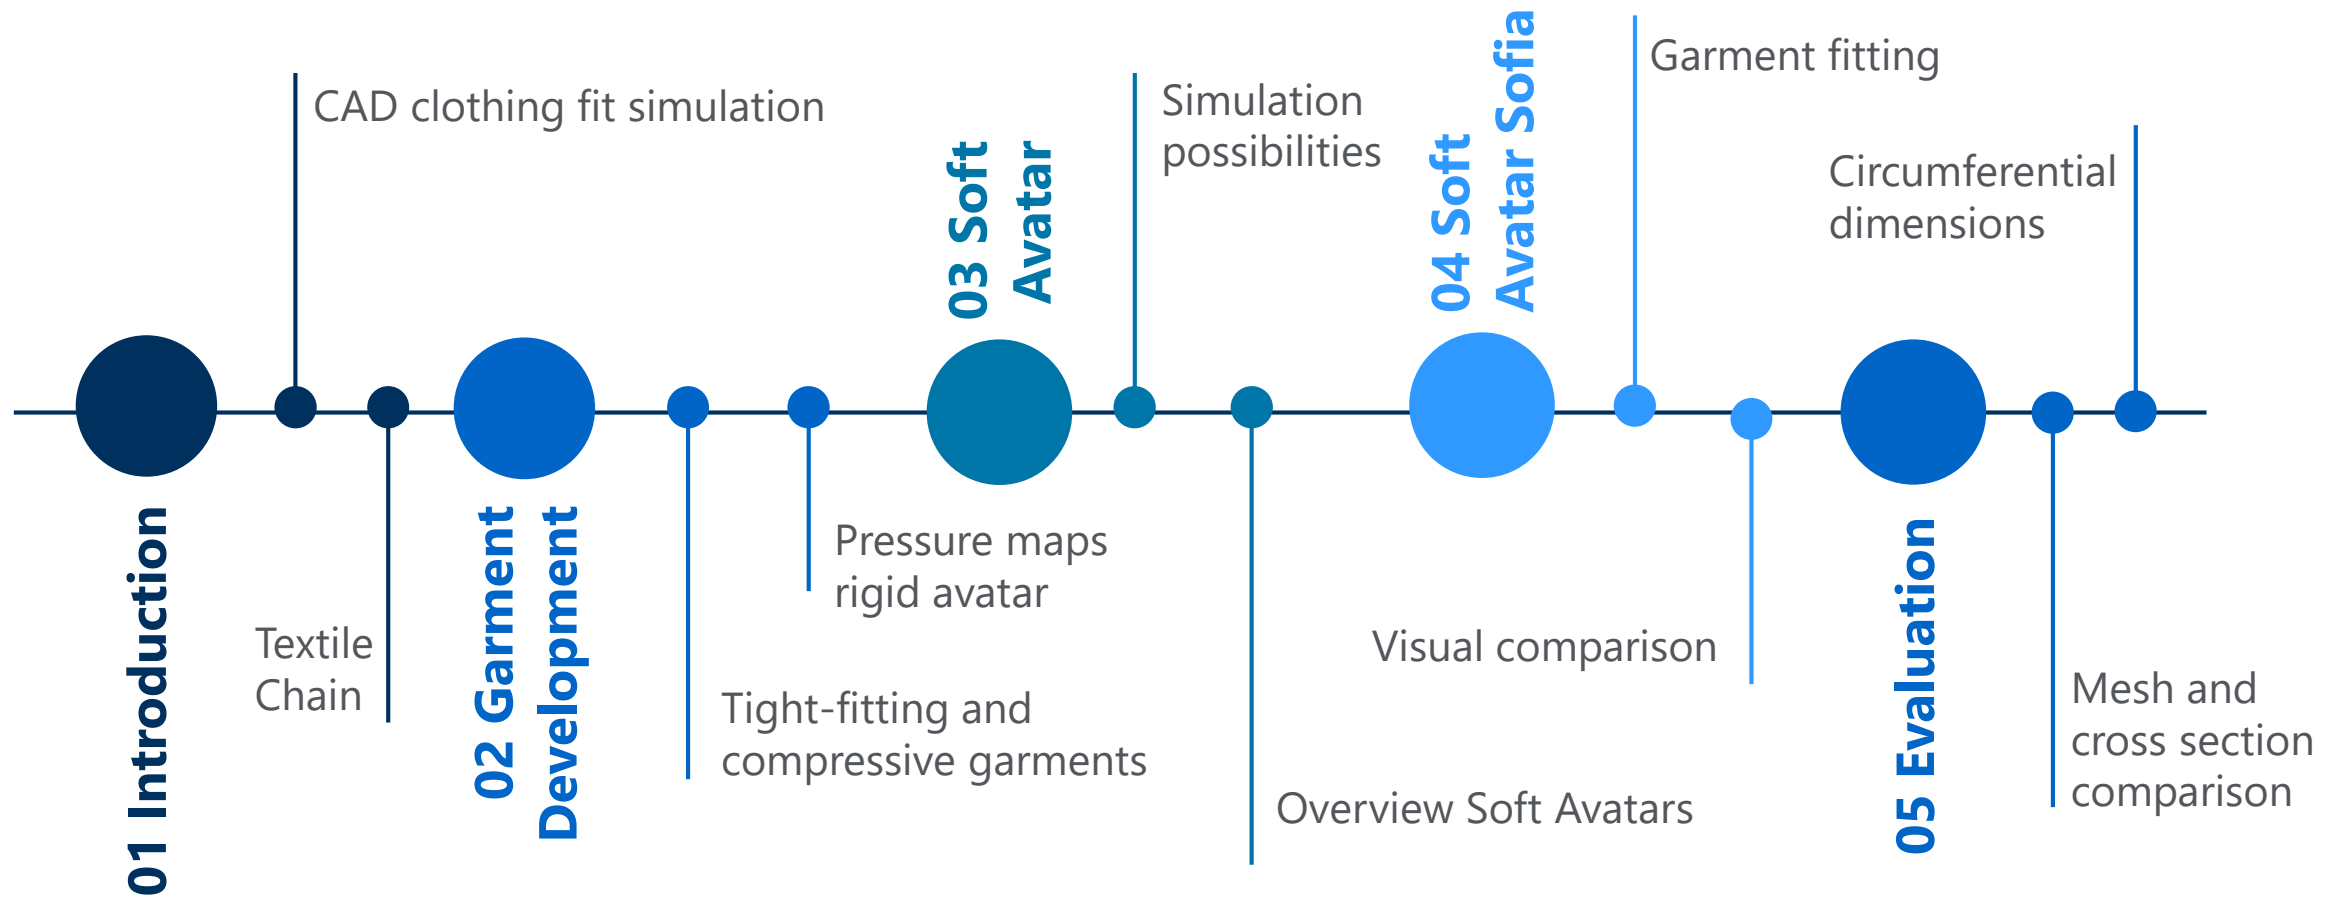 01 Introduction
CAD clothing fit simulation
Textile
Chain
02 Garment
Development
Tight-fitting and
compressive garments
Pressure maps
rigid avatar
03 Soft
Avatar
Simulation
possibilities
Overview Soft Avatars
04 Soft
Avatar Sofia
Garment fitting
Visual comparison
05 Evaluation
Mesh and
cross section
comparison
Circumferential
dimensions